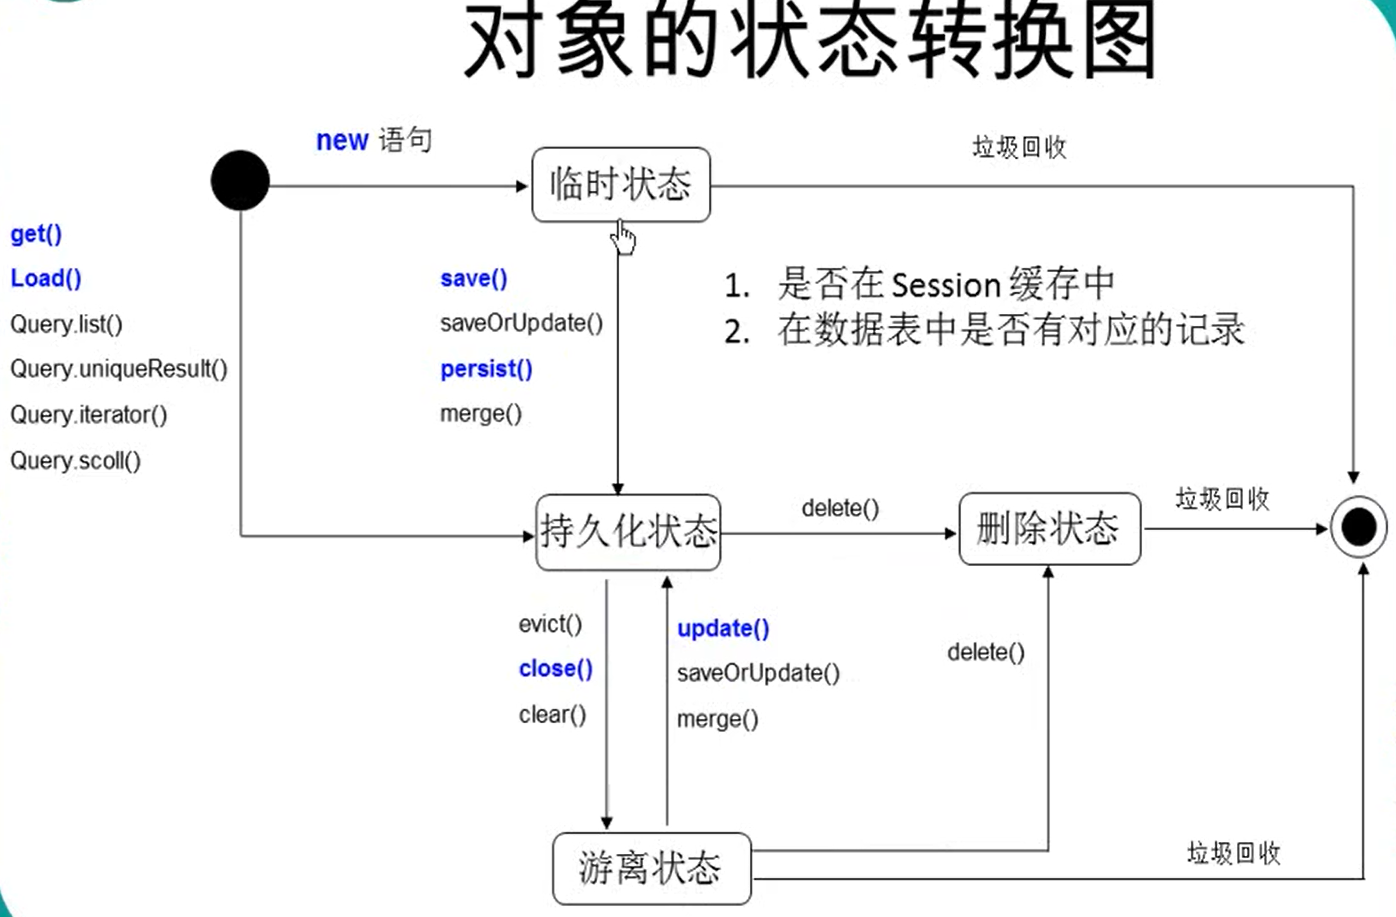 对象的状态转换图
new 语句
垃圾回收
临时状态
get()
Load()
Query.list()
Query.uniqueResult()
Query.iterator()
Query.scoll()
save()
saveOrUpdate()
persist()
merge()
1. 是否在 Session 缓存中
2. 在数据表中是否有对应的记录
持久化状态
delete()
删除状态
垃圾回收
evict()
close()
clear()
update()
saveOrUpdate()
merge()
delete()
游离状态
垃圾回收